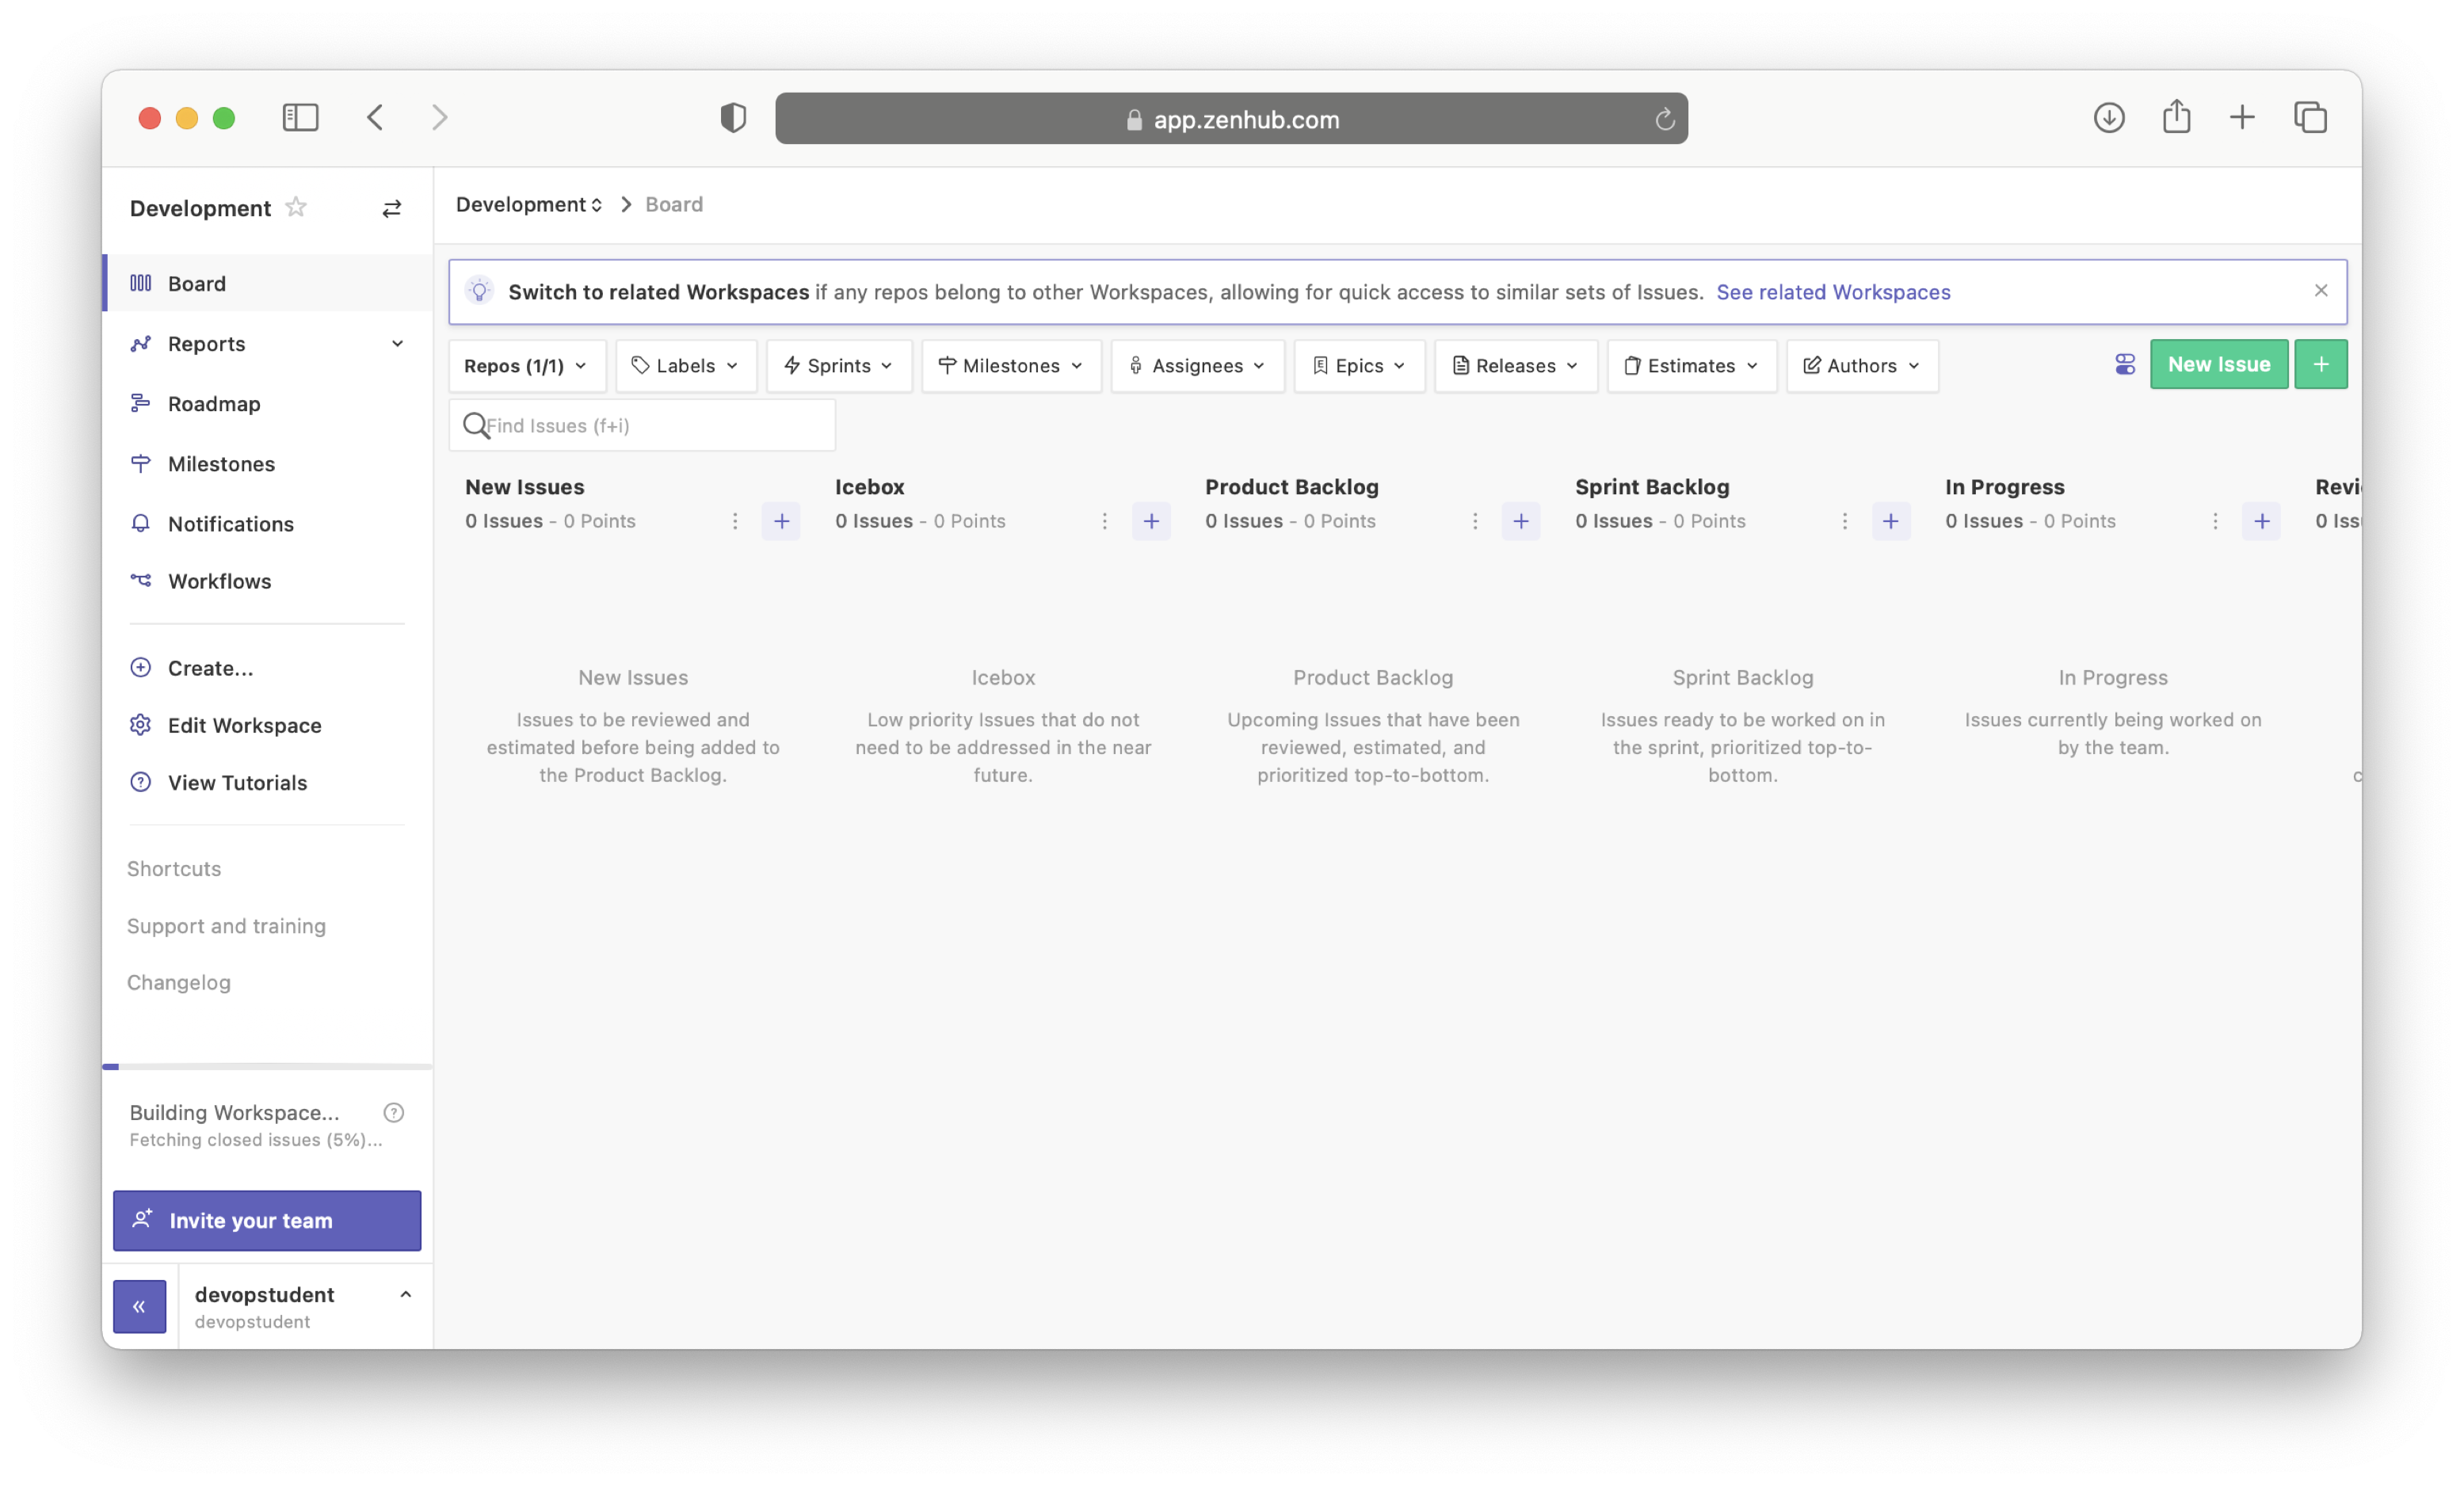 app.zenhub.com
Development
Board
Reports
Roadmap
Milestones
Notifications
Workflows
Create...
Edit Workspace
View Tutorials
Shortcuts
Support and training
Changelog
Building Workspace...
Fetching closed issues (5%)...
Invite your team
devopstudent
devopstudent
Development > Board
Switch to related Workspaces if any repos belong to other Workspaces, allowing for quick access to similar sets of Issues. See related Workspaces
Repos (1/1) Labels Sprints Milestones Assignees Epics Releases Estimates Authors New Issue +
Find Issues (f+i)
New Issues
0 Issues - 0 Points
New Issues
Issues to be reviewed and
estimated before being added to
the Product Backlog.
Icebox
0 Issues - 0 Points
Icebox
Low priority Issues that do not
need to be addressed in the near
future.
Product Backlog
0 Issues - 0 Points
Product Backlog
Upcoming Issues that have been
reviewed, estimated, and
prioritized top-to-bottom.
Sprint Backlog
0 Issues - 0 Points
Sprint Backlog
Issues ready to be worked on in
the sprint, prioritized top-to-
bottom.
In Progress
0 Issues - 0 Points
In Progress
Issues currently being worked on
by the team.
Revi
0 Iss